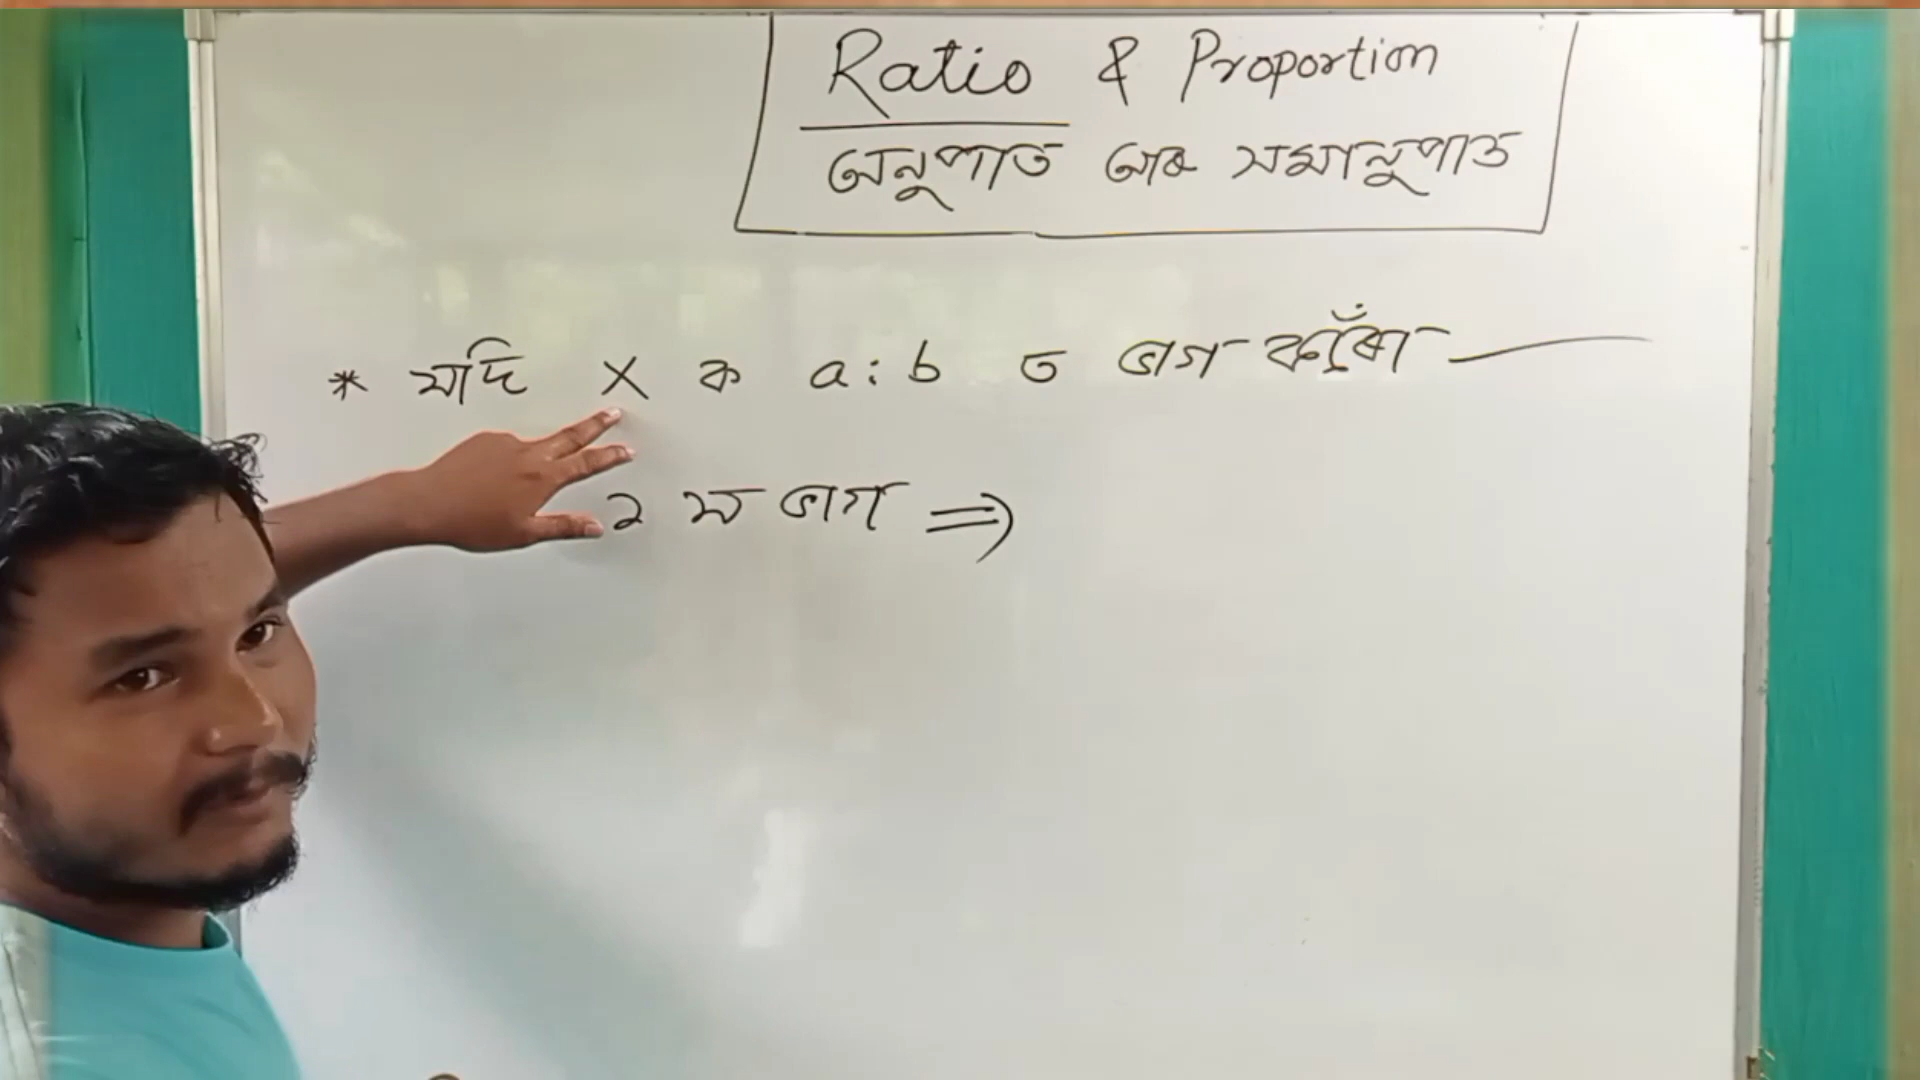 Ratio & Proportion
অনুপাত আৰু সমানুপাত
* যদি X ক a : b ত ভাগ কৰোঁ —
১ ম ভাগ ⇒